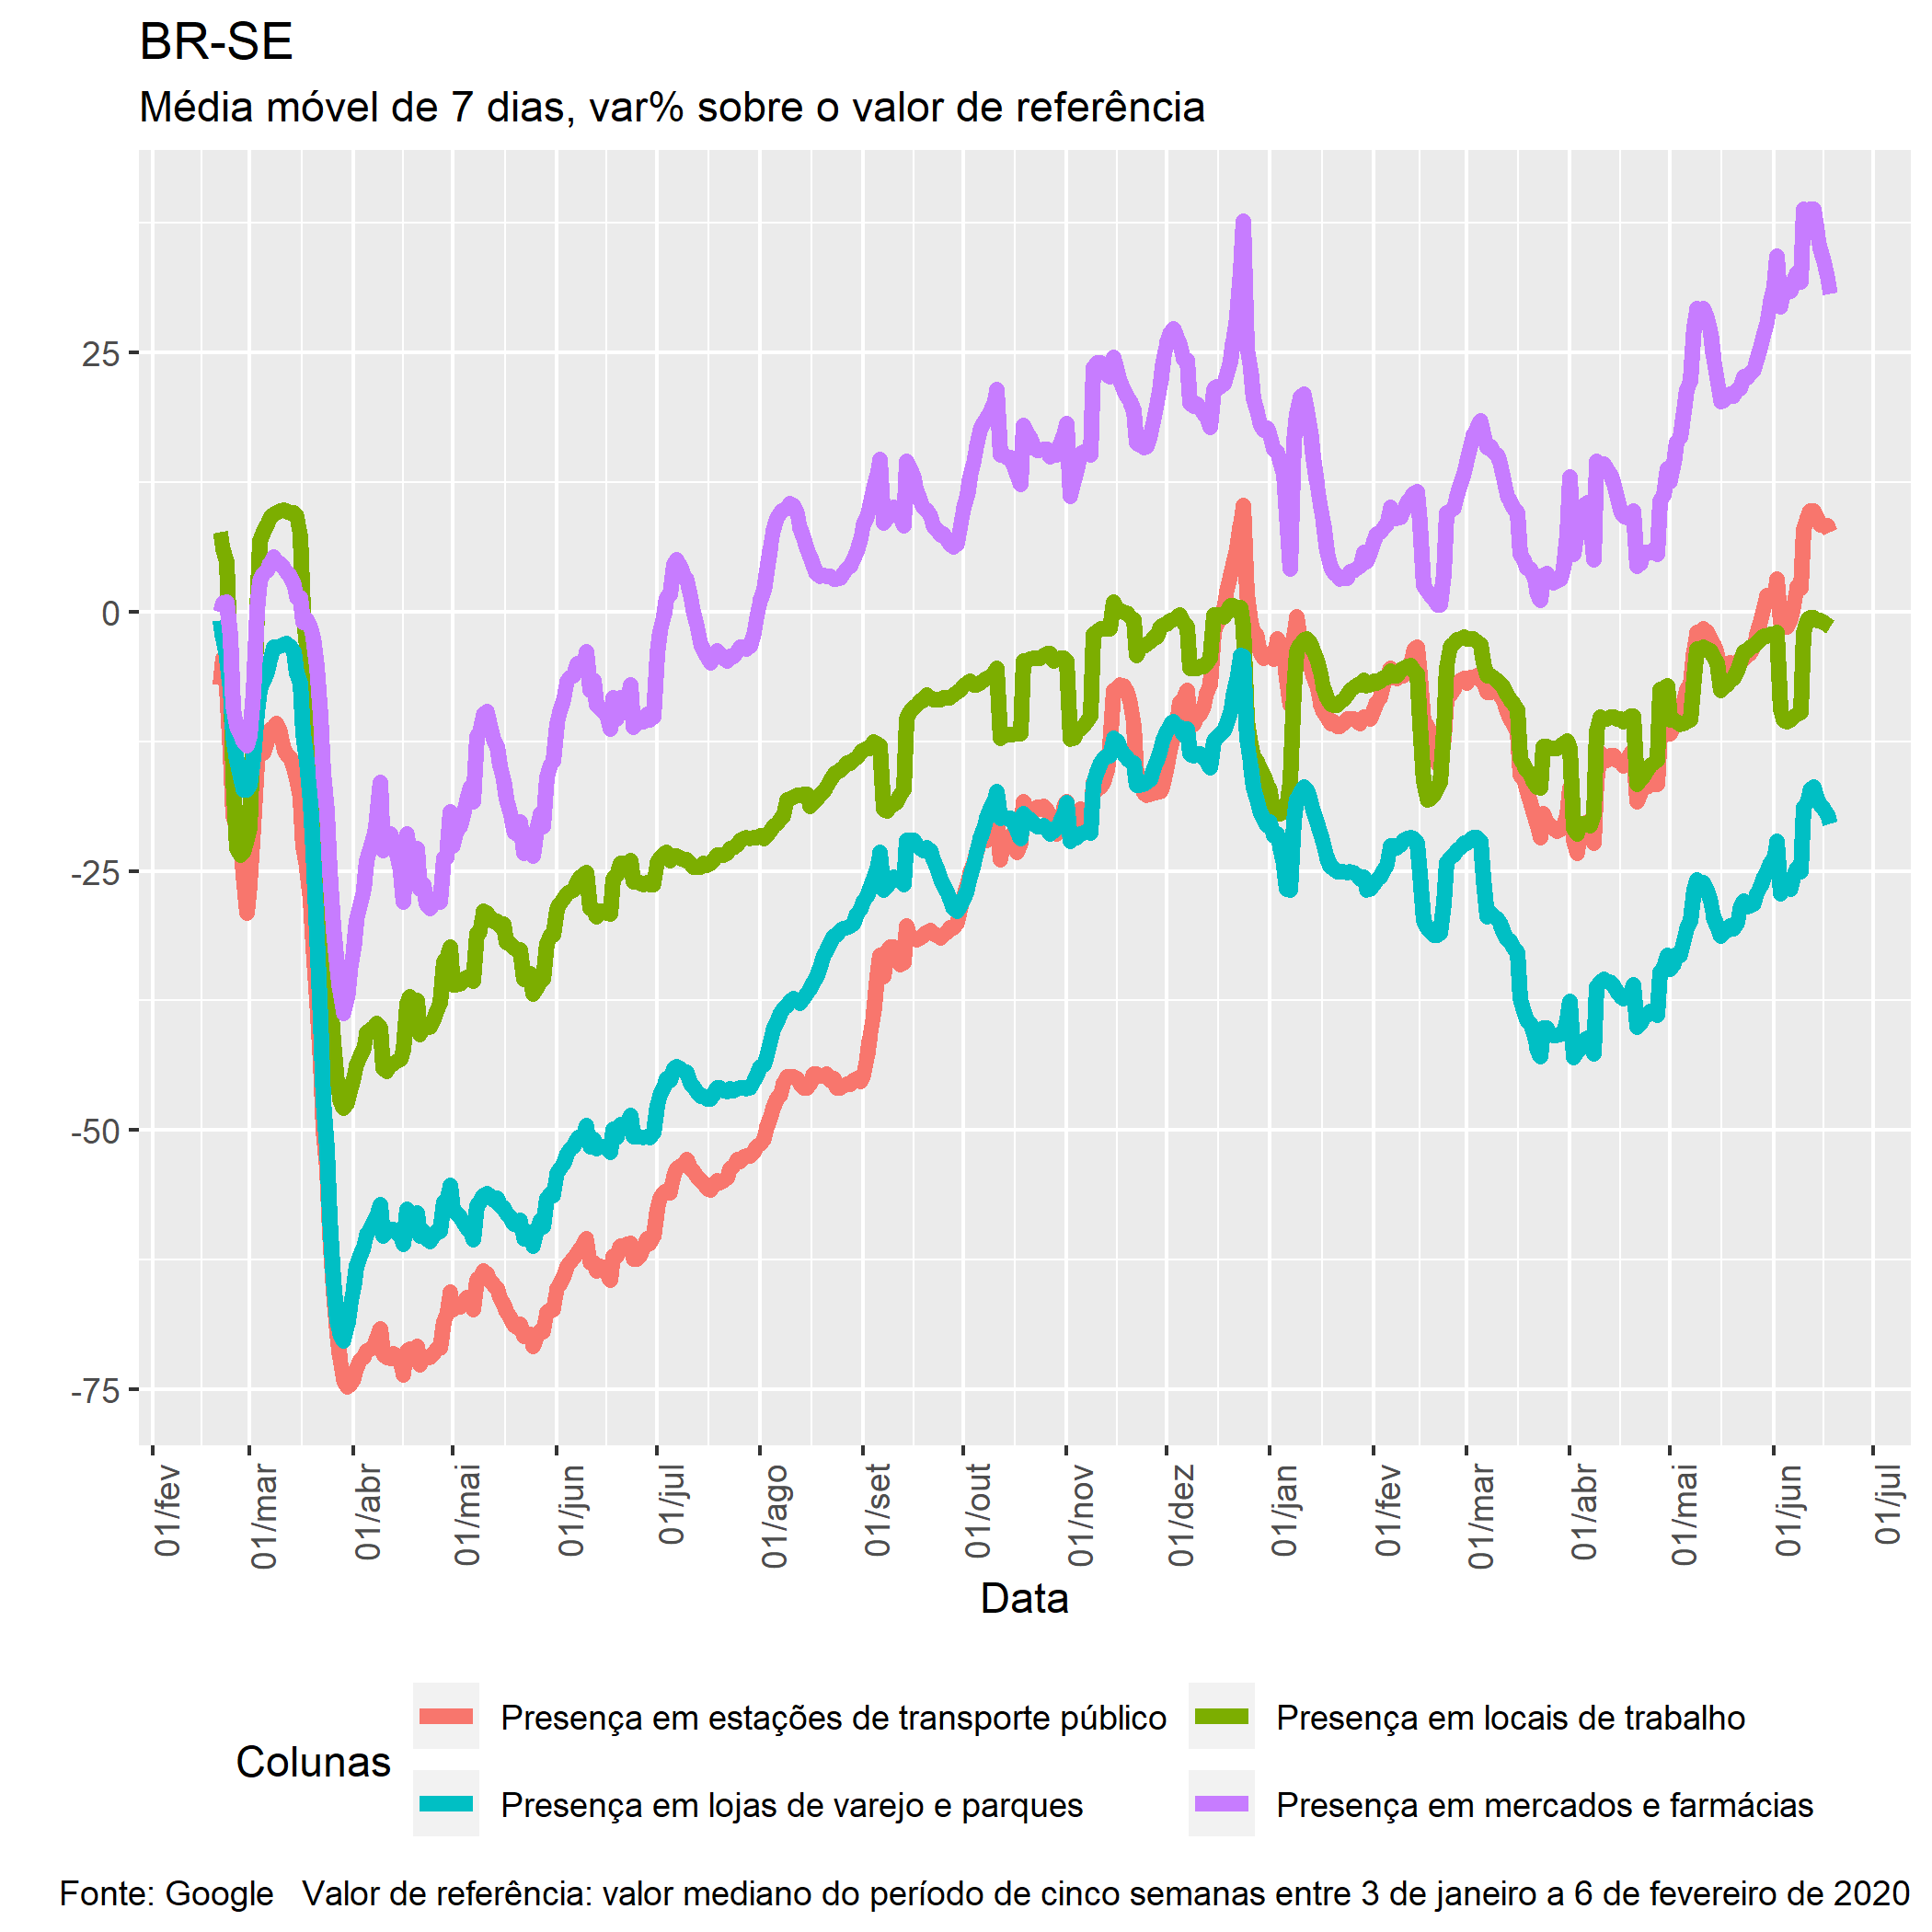 BR-SE
Média móvel de 7 dias, var% sobre o valor de referência
25
0
-25
-50
-75
01/fev
01/mar
01/abr
01/mai
01/jun
01/jul
01/ago
01/set
01/out
01/nov
01/dez
01/jan
01/fev
01/mar
01/abr
01/mai
01/jun
01/jul
Data
Colunas
Presença em estações de transporte público
Presença em locais de trabalho
Presença em lojas de varejo e parques
Presença em mercados e farmácias
Fonte: Google   Valor de referência: valor mediano do período de cinco semanas entre 3 de janeiro a 6 de fevereiro de 2020